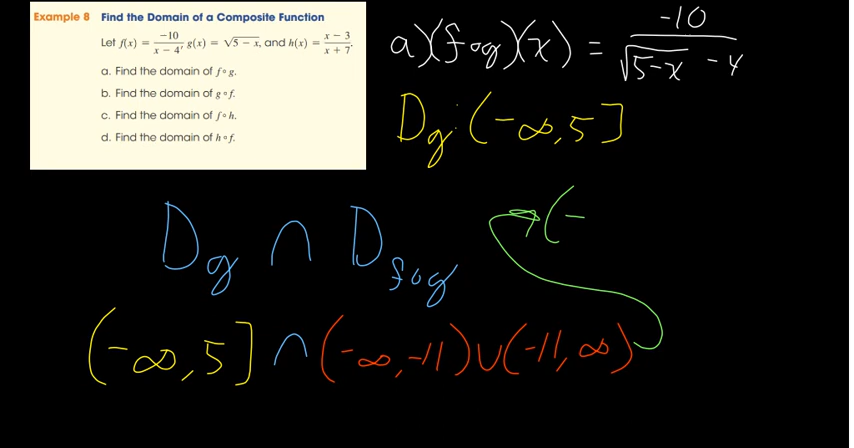 Example 8 Find the Domain of a Composite Function
Let f(x) = -10/(x - 4), g(x) = √(5 - x), and h(x) = (x - 3)/(x + 7).
a. Find the domain of f∘g.
b. Find the domain of g∘f.
c. Find the domain of f∘h.
d. Find the domain of h∘f.
a)(fog)(x) = -10/(√(5-x) - 4)
Dg: (-∞, 5]
Dg ∩ Dfog
(-
(-∞, 5] ∩ (-∞, -11) ∪ (-11, ∞)